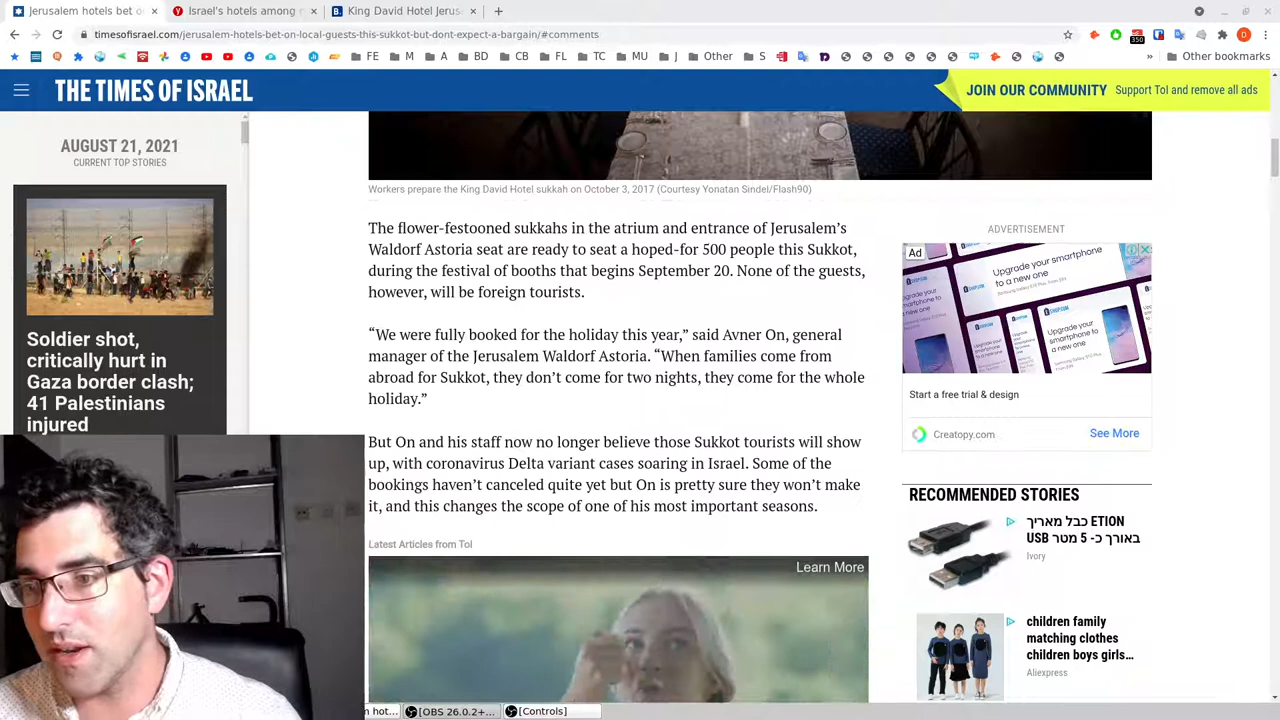 Jerusalem hotels bet o
Israel's hotels among
King David Hotel Jerus
timesofisrael.com/jerusalem-hotels-bet-on-local-guests-this-sukkot-but-dont-expect-a-bargain/#comments
350
D
FE
M
A
BD
CB
FL
TC
MU
J
Other
S
»
Other bookmarks
THE TIMES OF ISRAEL
JOIN OUR COMMUNITY
Support ToI and remove all ads
AUGUST 21, 2021
CURRENT TOP STORIES
Soldier shot,
critically hurt in
Gaza border clash;
41 Palestinians
injured
Workers prepare the King David Hotel sukkah on October 3, 2017 (Courtesy Yonatan Sindel/Flash90)
The flower-festooned sukkahs in the atrium and entrance of Jerusalem’s
Waldorf Astoria seat are ready to seat a hoped-for 500 people this Sukkot,
during the festival of booths that begins September 20. None of the guests,
however, will be foreign tourists.
“We were fully booked for the holiday this year,” said Avner On, general
manager of the Jerusalem Waldorf Astoria. “When families come from
abroad for Sukkot, they don’t come for two nights, they come for the whole
holiday.”
But On and his staff now no longer believe those Sukkot tourists will show
up, with coronavirus Delta variant cases soaring in Israel. Some of the
bookings haven’t canceled quite yet but On is pretty sure they won’t make
it, and this changes the scope of one of his most important seasons.
Latest Articles from ToI
Learn More
ADVERTISEMENT
Ad
Upgrade your smartphone
to a new one
Start a free trial & design
Creatopy.com
See More
RECOMMENDED STORIES
ETION כבל מאריך
באורך כ- 5 מטר USB
Ivory
children family
matching clothes
children boys girls...
Aliexpress
m hot...
[OBS 26.0.2+...
[Controls]